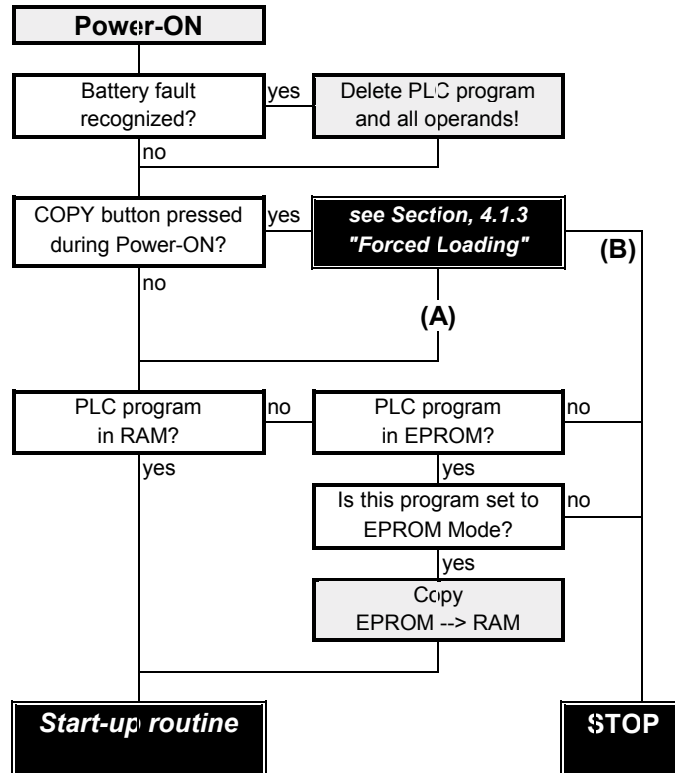 Power-ON
Battery fault
recognized?
yes
Delete PLC program
and all operands!
no
COPY button pressed
during Power-ON?
yes
see Section, 4.1.3
"Forced Loading"
(B)
no
(A)
PLC program
in RAM?
no
PLC program
in EPROM?
no
yes
yes
Is this program set to
EPROM Mode?
no
yes
Copy
EPROM --> RAM
Start-up routine
STOP